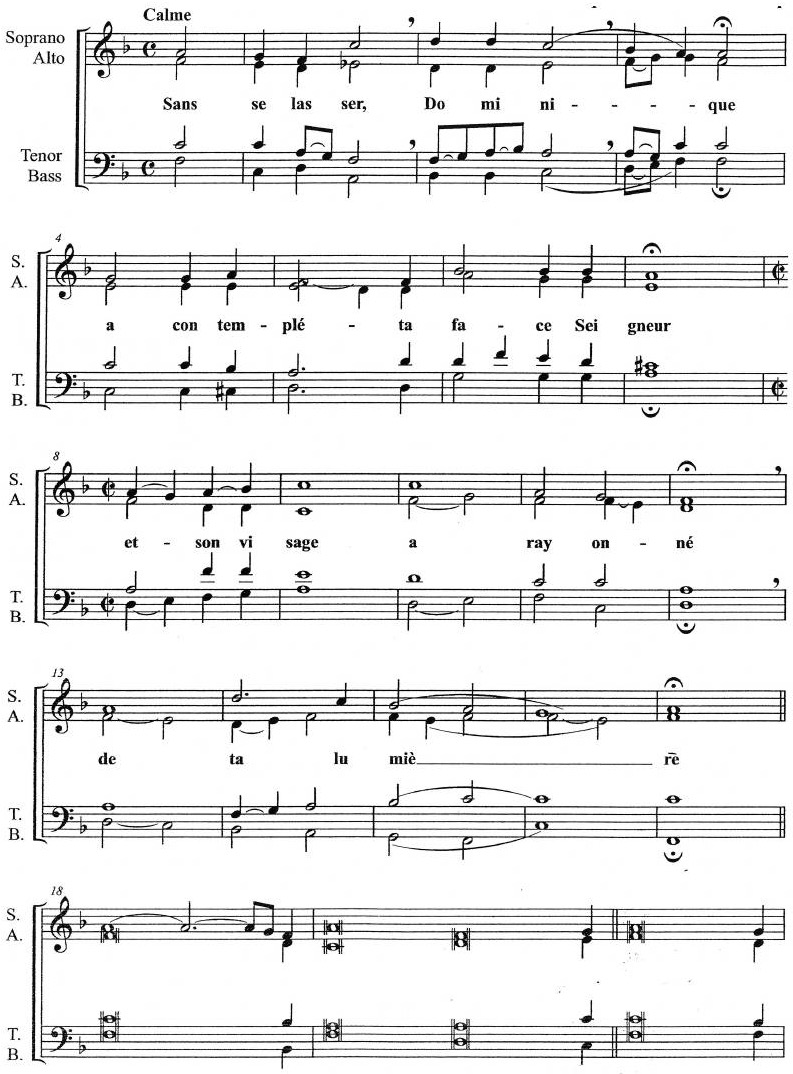 Calme
Soprano
Alto
Sans se las ser, Do mi ni - - - - que
Tenor
Bass
4
S.
A.
a con tem - plé - ta fa - ce Sei gneur
T.
B.
8
S.
A.
et - son vi sage a ray on - né
T.
B.
13
S.
A.
de ta lu miè re
T.
B.
18
S.
A.
T.
B.